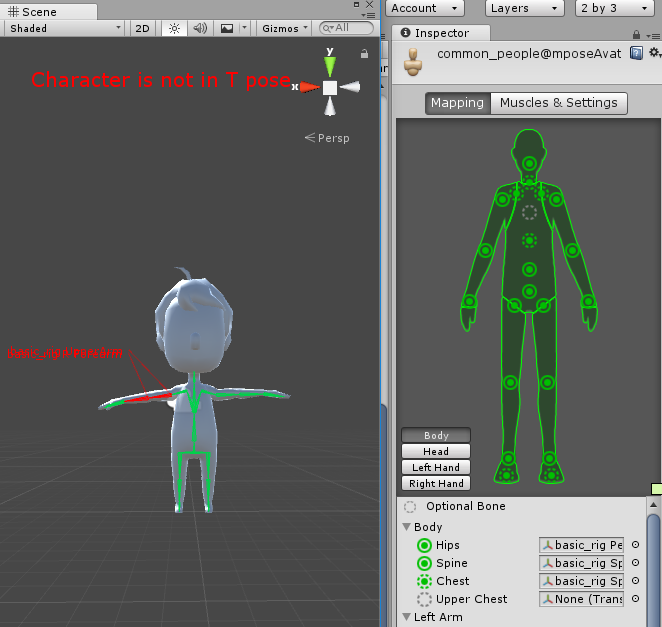 Scene
Shaded
2D
Gizmos
All
Character is not in T pose
y
x
Persp
Account
Layers
2 by 3
Inspector
common_people@mposeAvat
Mapping
Muscles & Settings
Body
Head
Left Hand
Right Hand
Optional Bone
Body
Hips
basic_rig Pe
Spine
basic_rig Sp
Chest
basic_rig Sp
Upper Chest
None (Trans
Left Arm